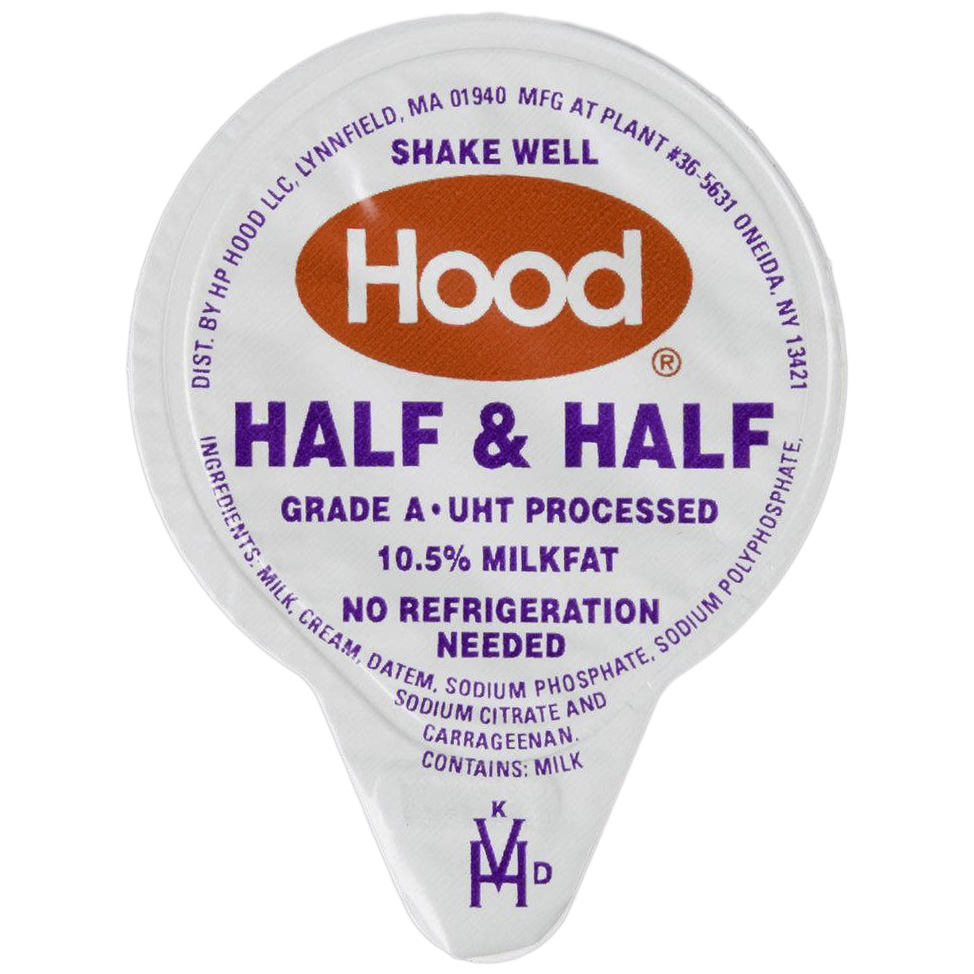 DIST. BY HP HOOD LLC, LYNNFIELD, MA 01940 MFG AT PLANT #36-5631 ONEIDA, NY 13421
SHAKE WELL
Hood
®
HALF & HALF
GRADE A • UHT PROCESSED
10.5% MILKFAT
NO REFRIGERATION
NEEDED
INGREDIENTS: MILK, CREAM, DATEM, SODIUM PHOSPHATE, SODIUM POLYPHOSPHATE,
SODIUM CITRATE AND
CARRAGEENAN.
CONTAINS: MILK
K
VH D